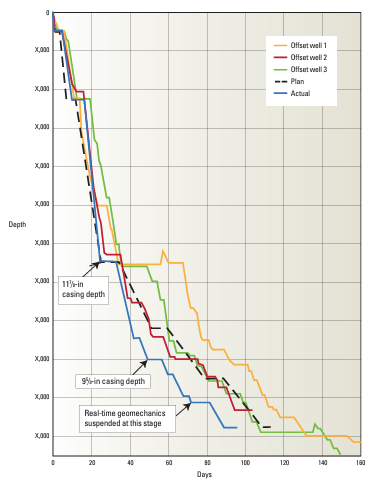 0
X,000
X,000
X,000
X,000
X,000
X,000
X,000
X,000
X,000
X,000
X,000
Depth
Offset well 1
Offset well 2
Offset well 3
Plan
Actual
11⅞-in
casing depth
9⅝-in casing depth
Real-time geomechanics
suspended at this stage
0 20 40 60 80 100 120 140 160
Days